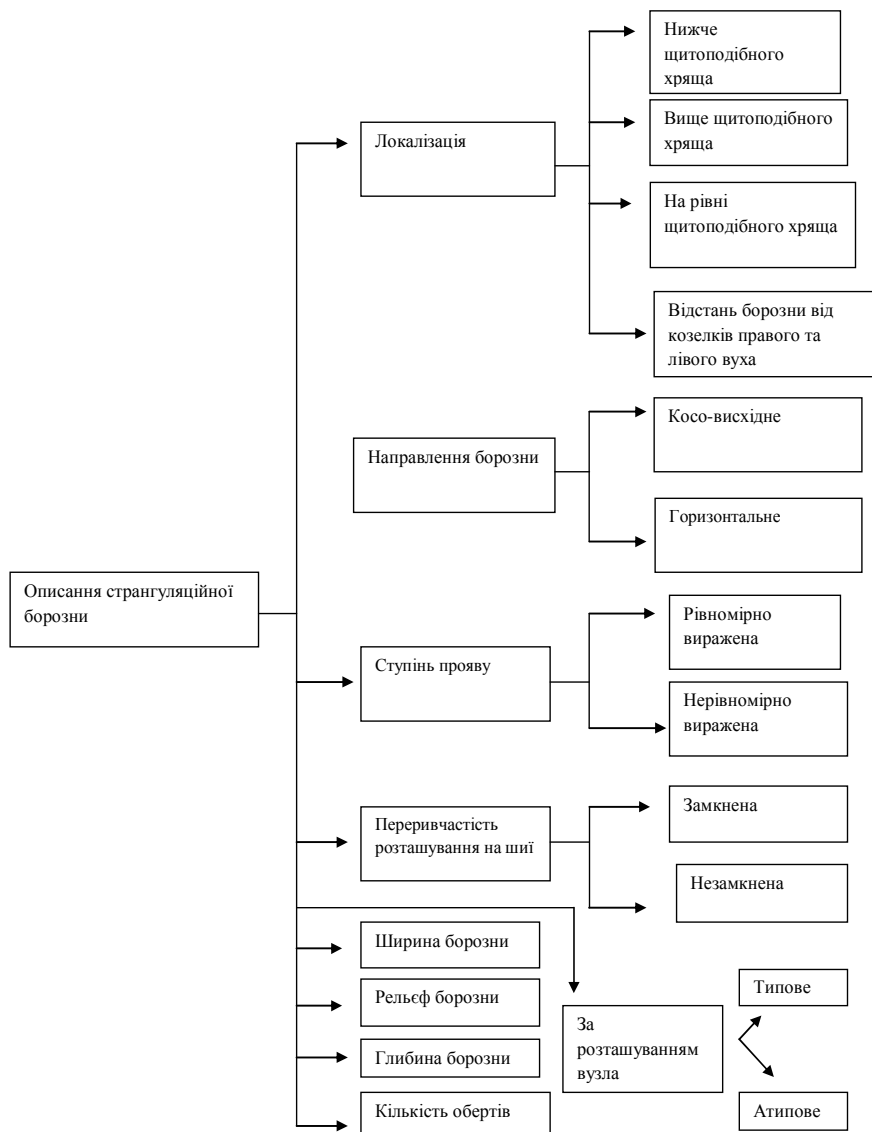 Нижче
щитоподібного
хряща
Вище щитоподібного
хряща
Локалізація
На рівні
щитоподібного хряща
Відстань борозни від
козелків правого та
лівого вуха
Косо-висхідне
Направлення борозни
Горизонтальне
Описання странгуляційної
борозни
Рівномірно
виражена
Ступінь прояву
Нерівномірно
виражена
Замкнена
Переривчастість
розташування на шиї
Незамкнена
Ширина борозни
Рельєф борозни
Глибина борозни
Кількість обертів
За
розташуванням
вузла
Типове
Атипове